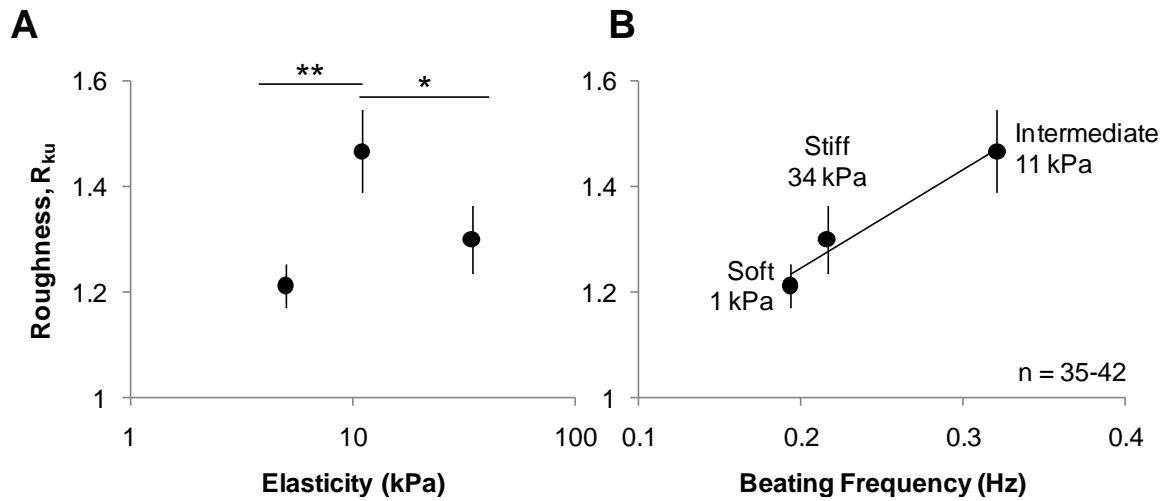 A
**
*
1.6
1.4
1.2
1
Roughness, Rku
1
10
100
Elasticity (kPa)
B
1.6
1.4
1.2
1
Stiff
34 kPa
Intermediate
11 kPa
Soft
1 kPa
n = 35-42
0.1
0.2
0.3
0.4
Beating Frequency (Hz)